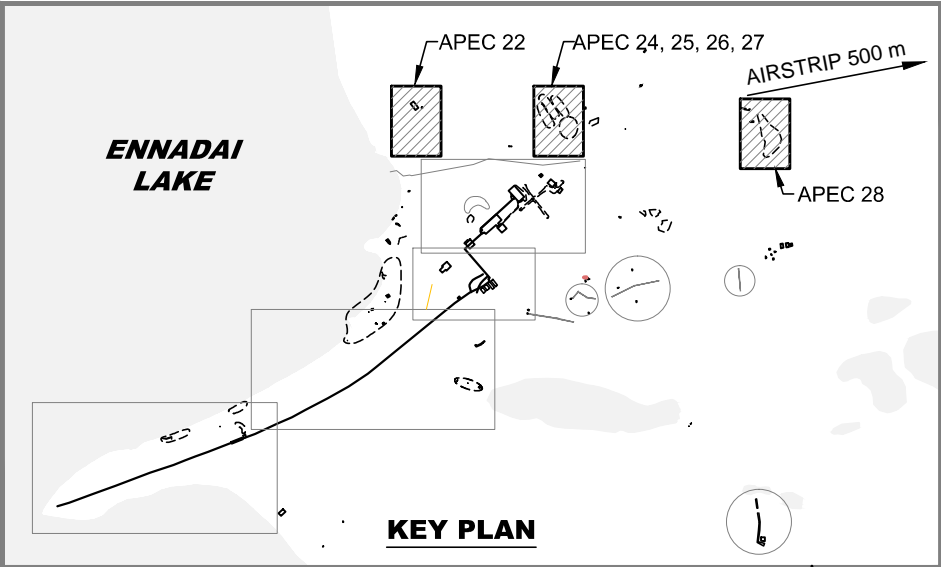 APEC 22
APEC 24, 25, 26, 27
AIRSTRIP 500 m
ENNADAI
LAKE
APEC 28
KEY PLAN